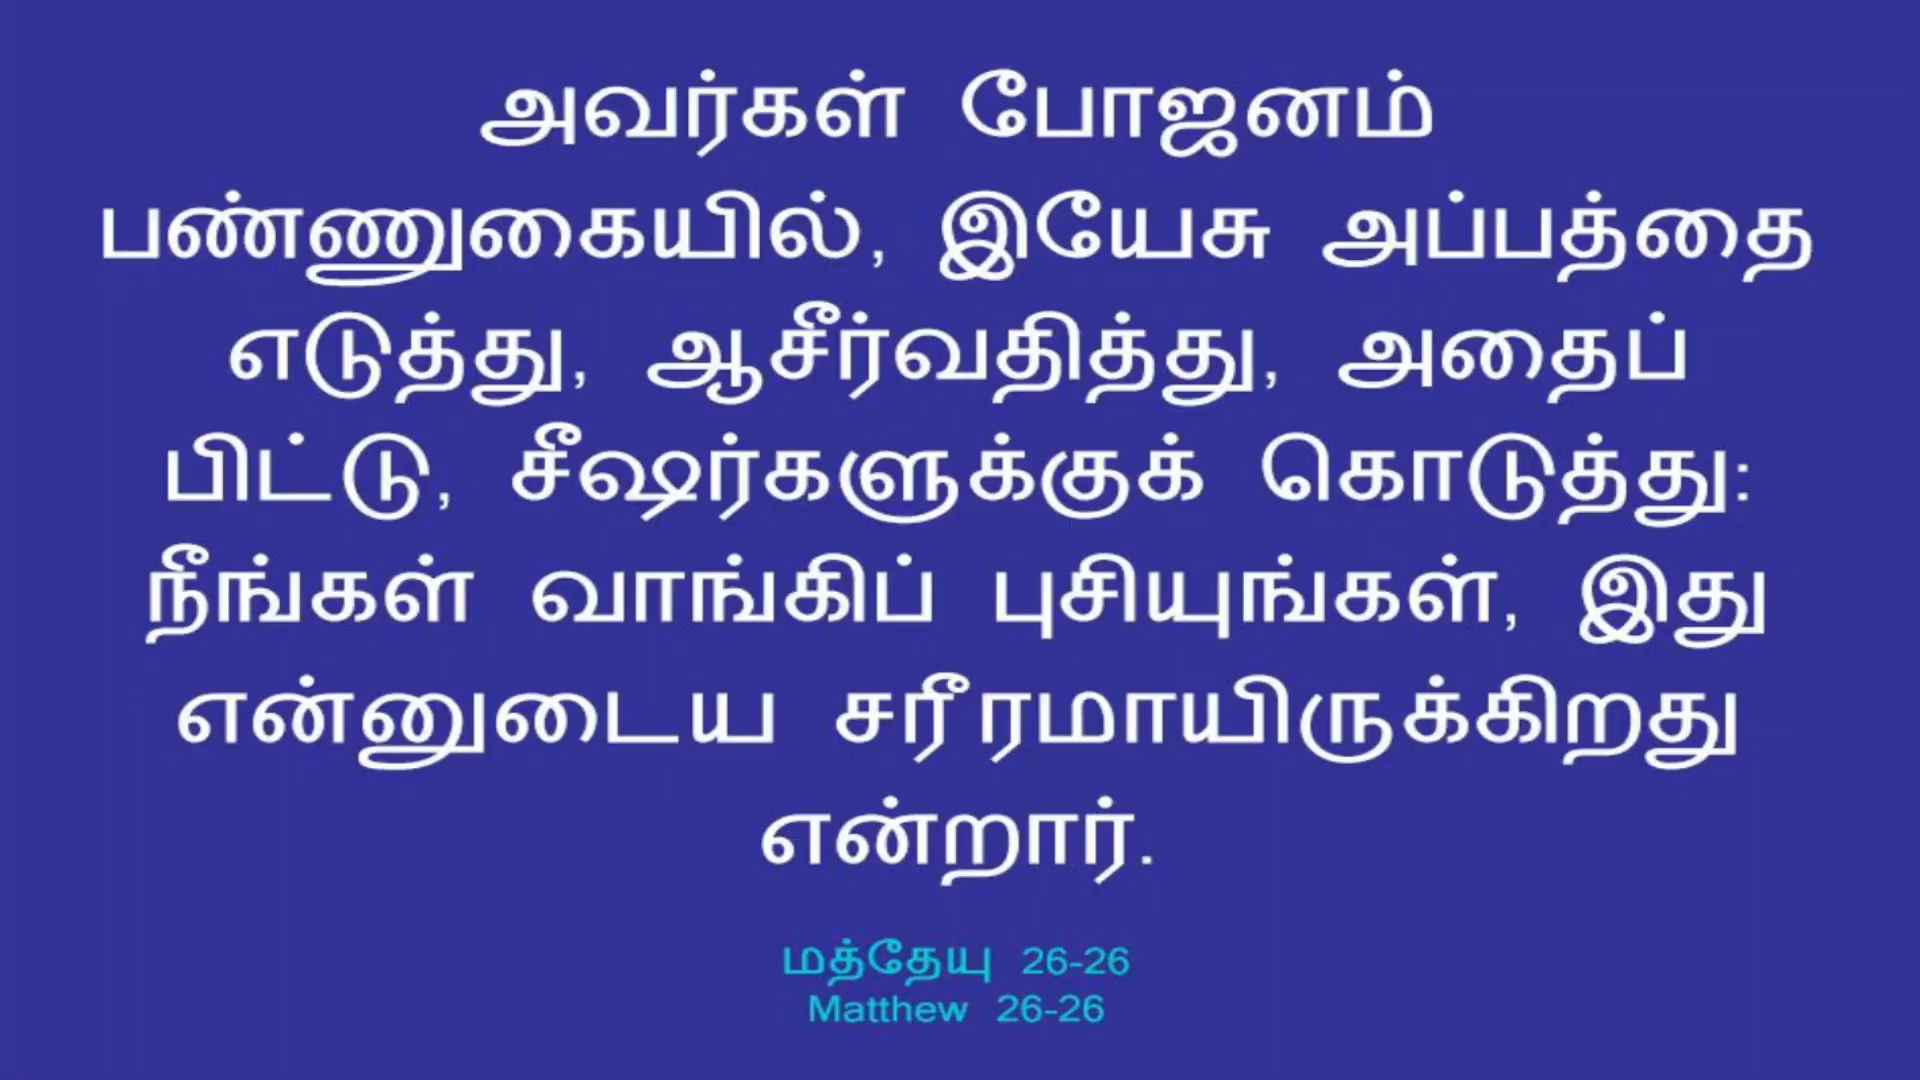 அவர்கள் போஜனம்
பண்ணுகையில், இயேசு அப்பத்தை
எடுத்து, ஆசீர்வதித்து, அதைப்
பிட்டு, சீஷர்களுக்குக் கொடுத்து:
நீங்கள் வாங்கிப் புசியுங்கள், இது
என்னுடைய சரீரமாயிருக்கிறது
என்றார்.
மத்தேயு 26-26
Matthew 26-26